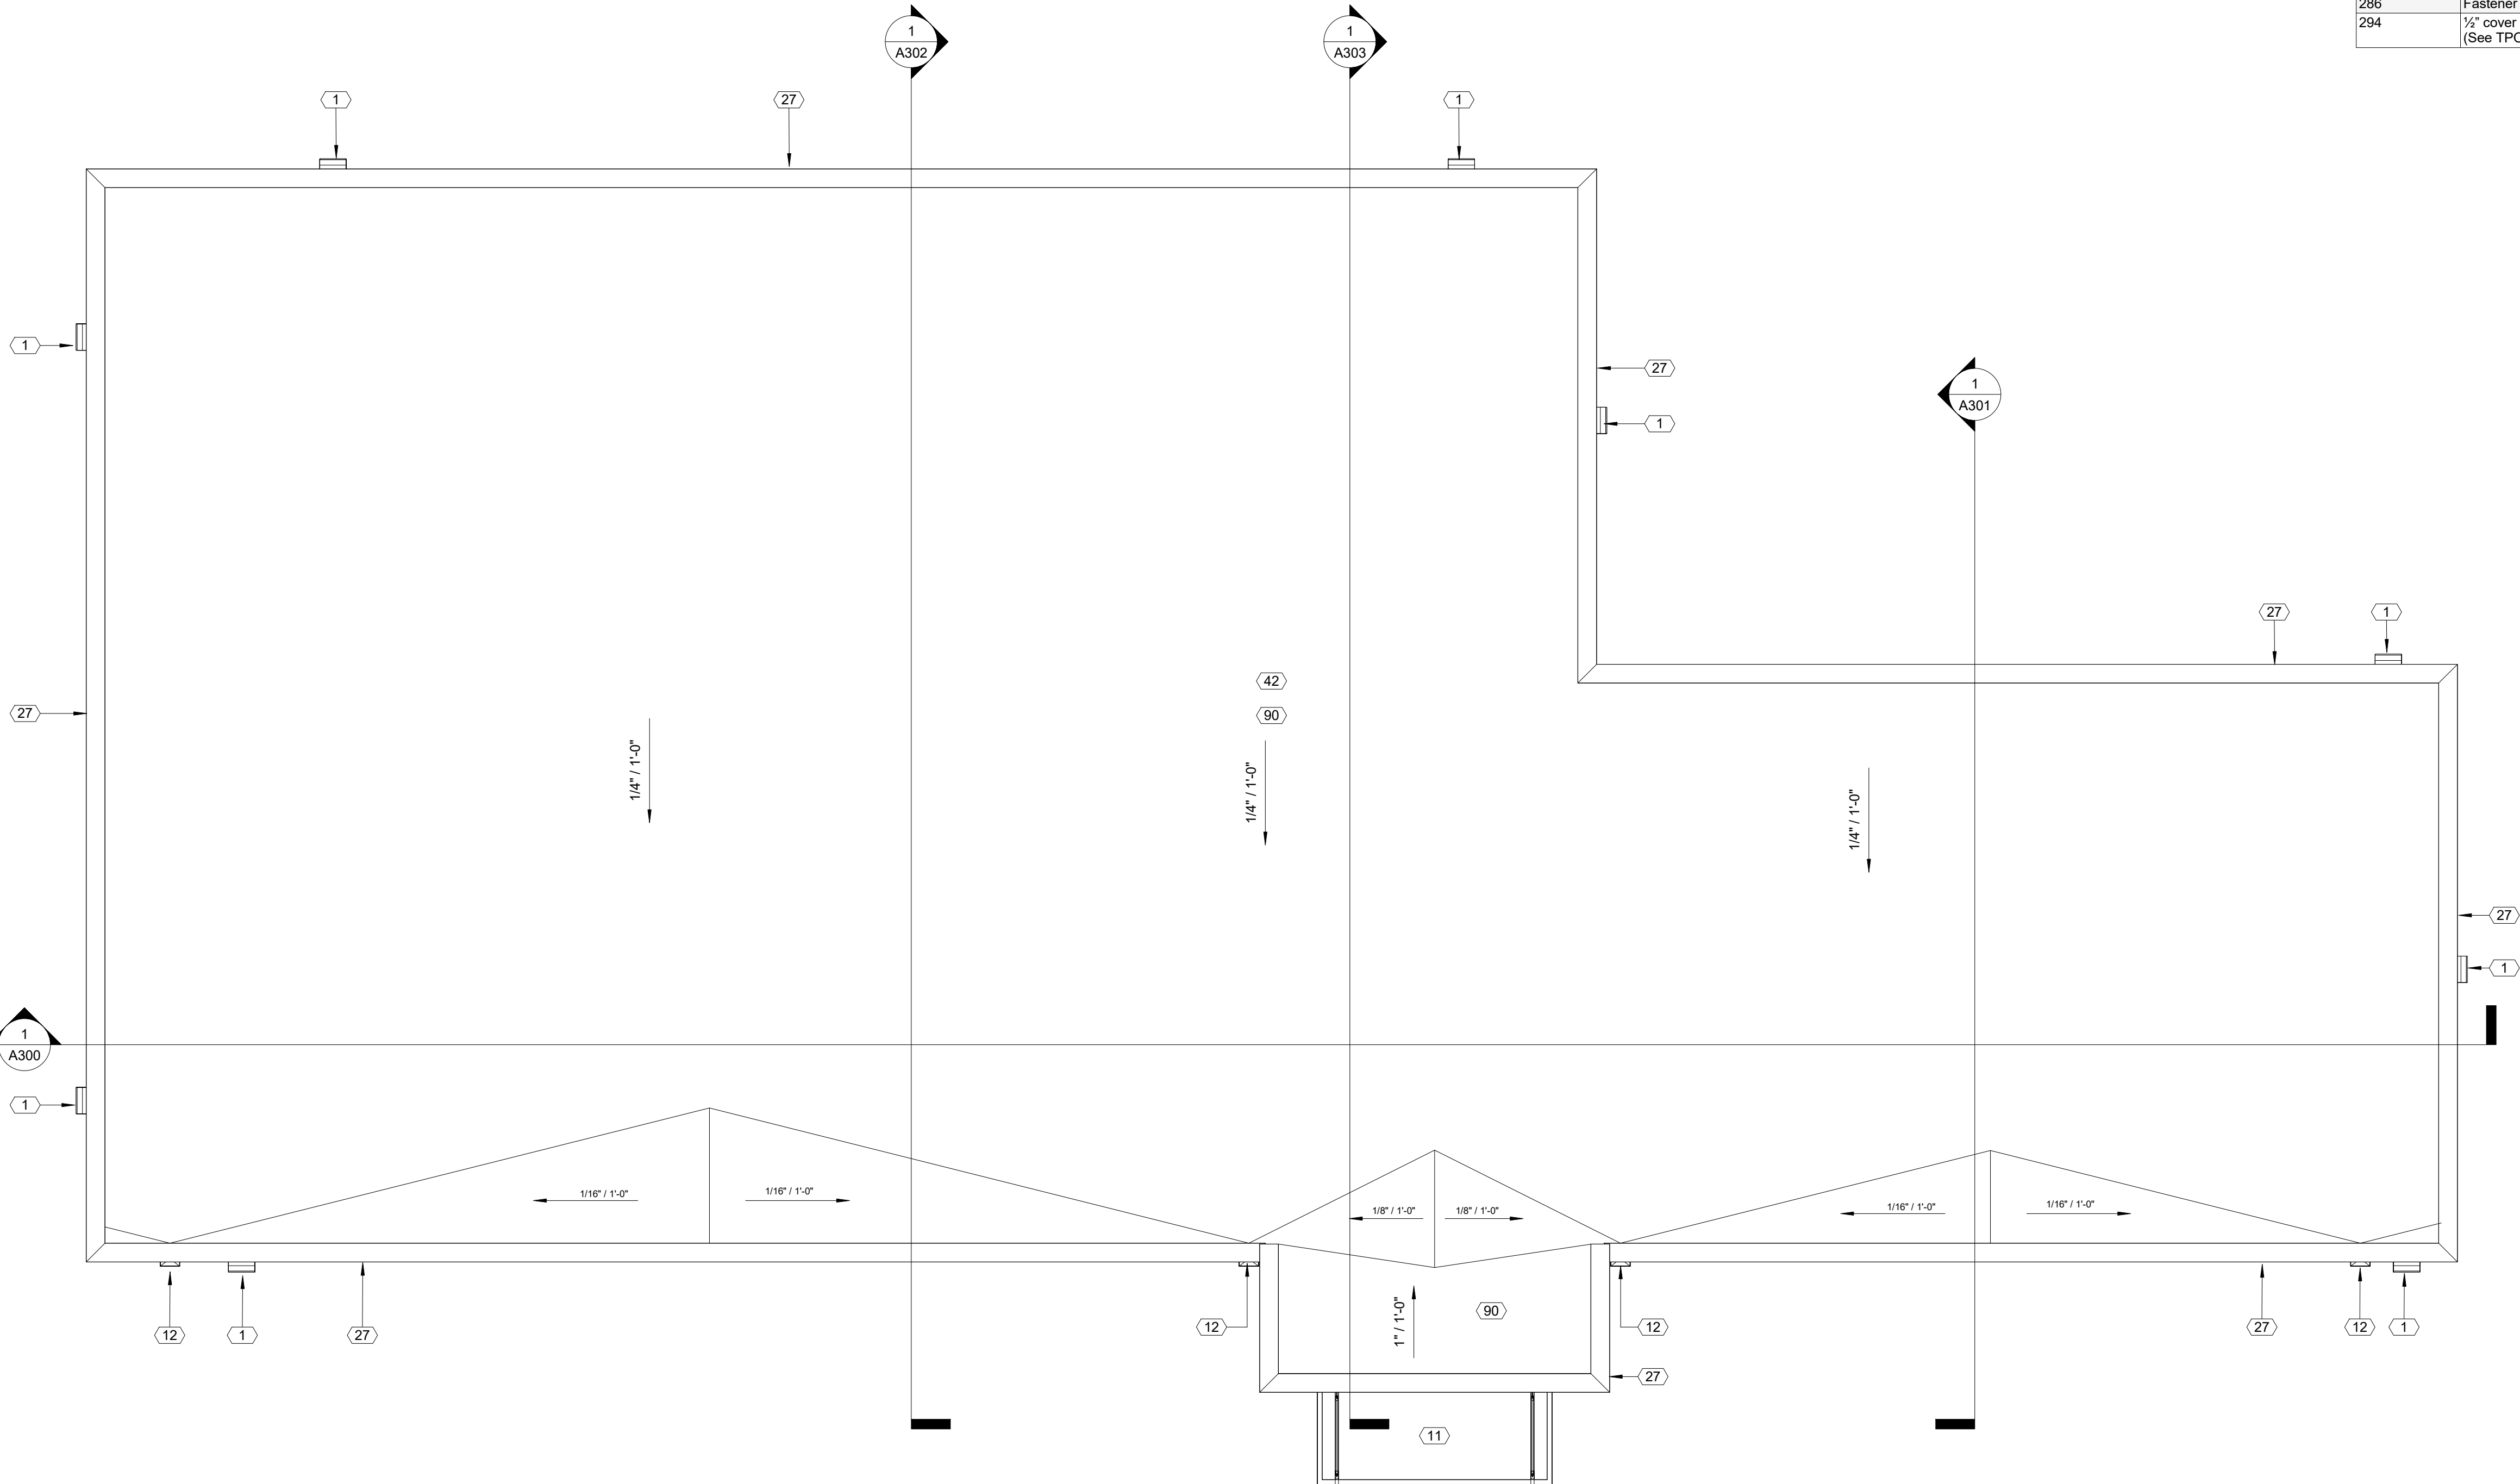 286 Fastener
294 ½" cover
(See TPO
1
A302
1
A303
1
27
1
1
27
1
1
A301
27
1
42
90
27
1/4" / 1'-0"
1/4" / 1'-0"
1/4" / 1'-0"
27
1
1
A300
1
1/16" / 1'-0"
1/16" / 1'-0"
1/8" / 1'-0"
1/8" / 1'-0"
1/16" / 1'-0"
1/16" / 1'-0"
1" / 1'-0"
90
12
1
27
12
12
27
12
1
27
11